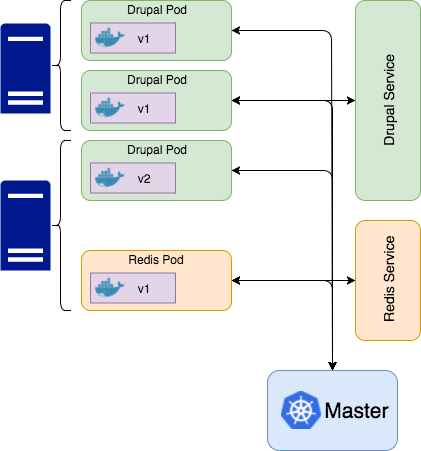 Drupal Pod
v1
Drupal Pod
v1
Drupal Pod
v2
Redis Pod
v1
Drupal Service
Redis Service
Master